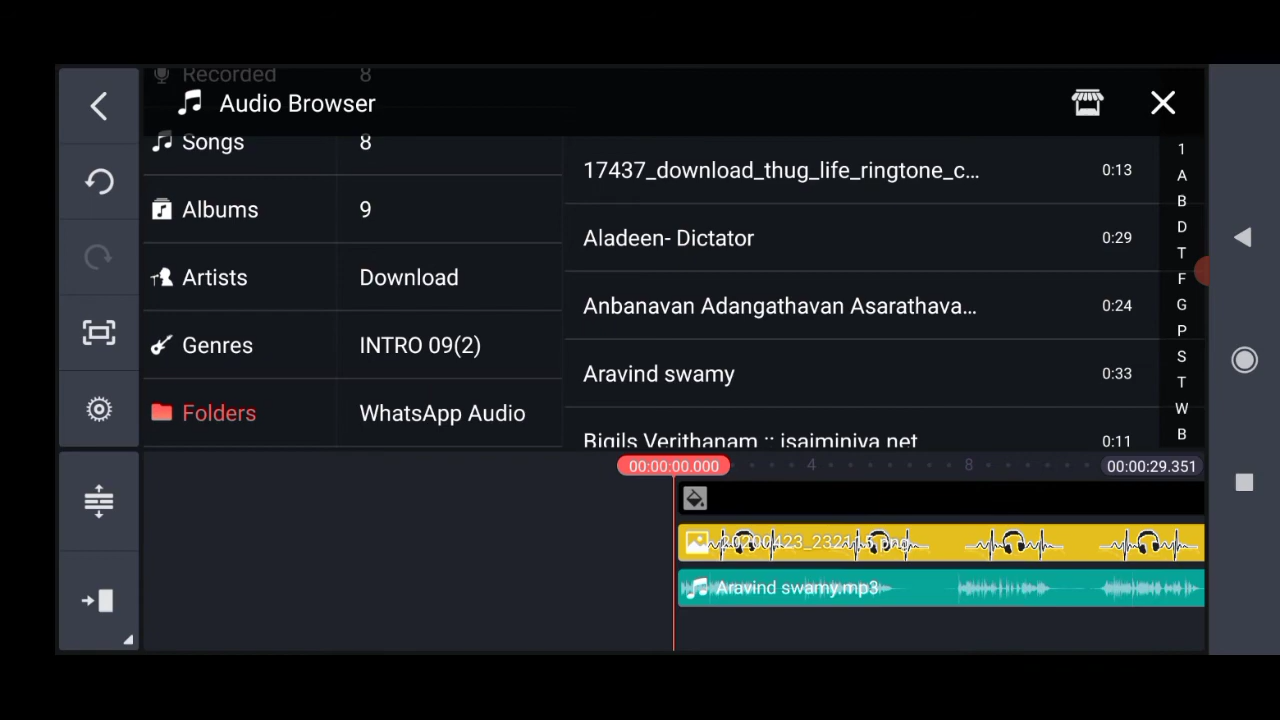 Recorded
8
Audio Browser
Songs
8
Albums
9
Artists
Download
Genres
INTRO 09(2)
Folders
WhatsApp Audio
17437_download_thug_life_ringtone_c...
0:13
Aladeen- Dictator
0:29
Anbanavan Adangathavan Asarathava...
0:24
Aravind swamy
0:33
Bigils Verithanam :: isaiminiya.net
0:11
1
A
B
D
T
F
G
P
S
T
W
B
00:00:00.000
4
8
00:00:29.351
Aravind swamy.mp3